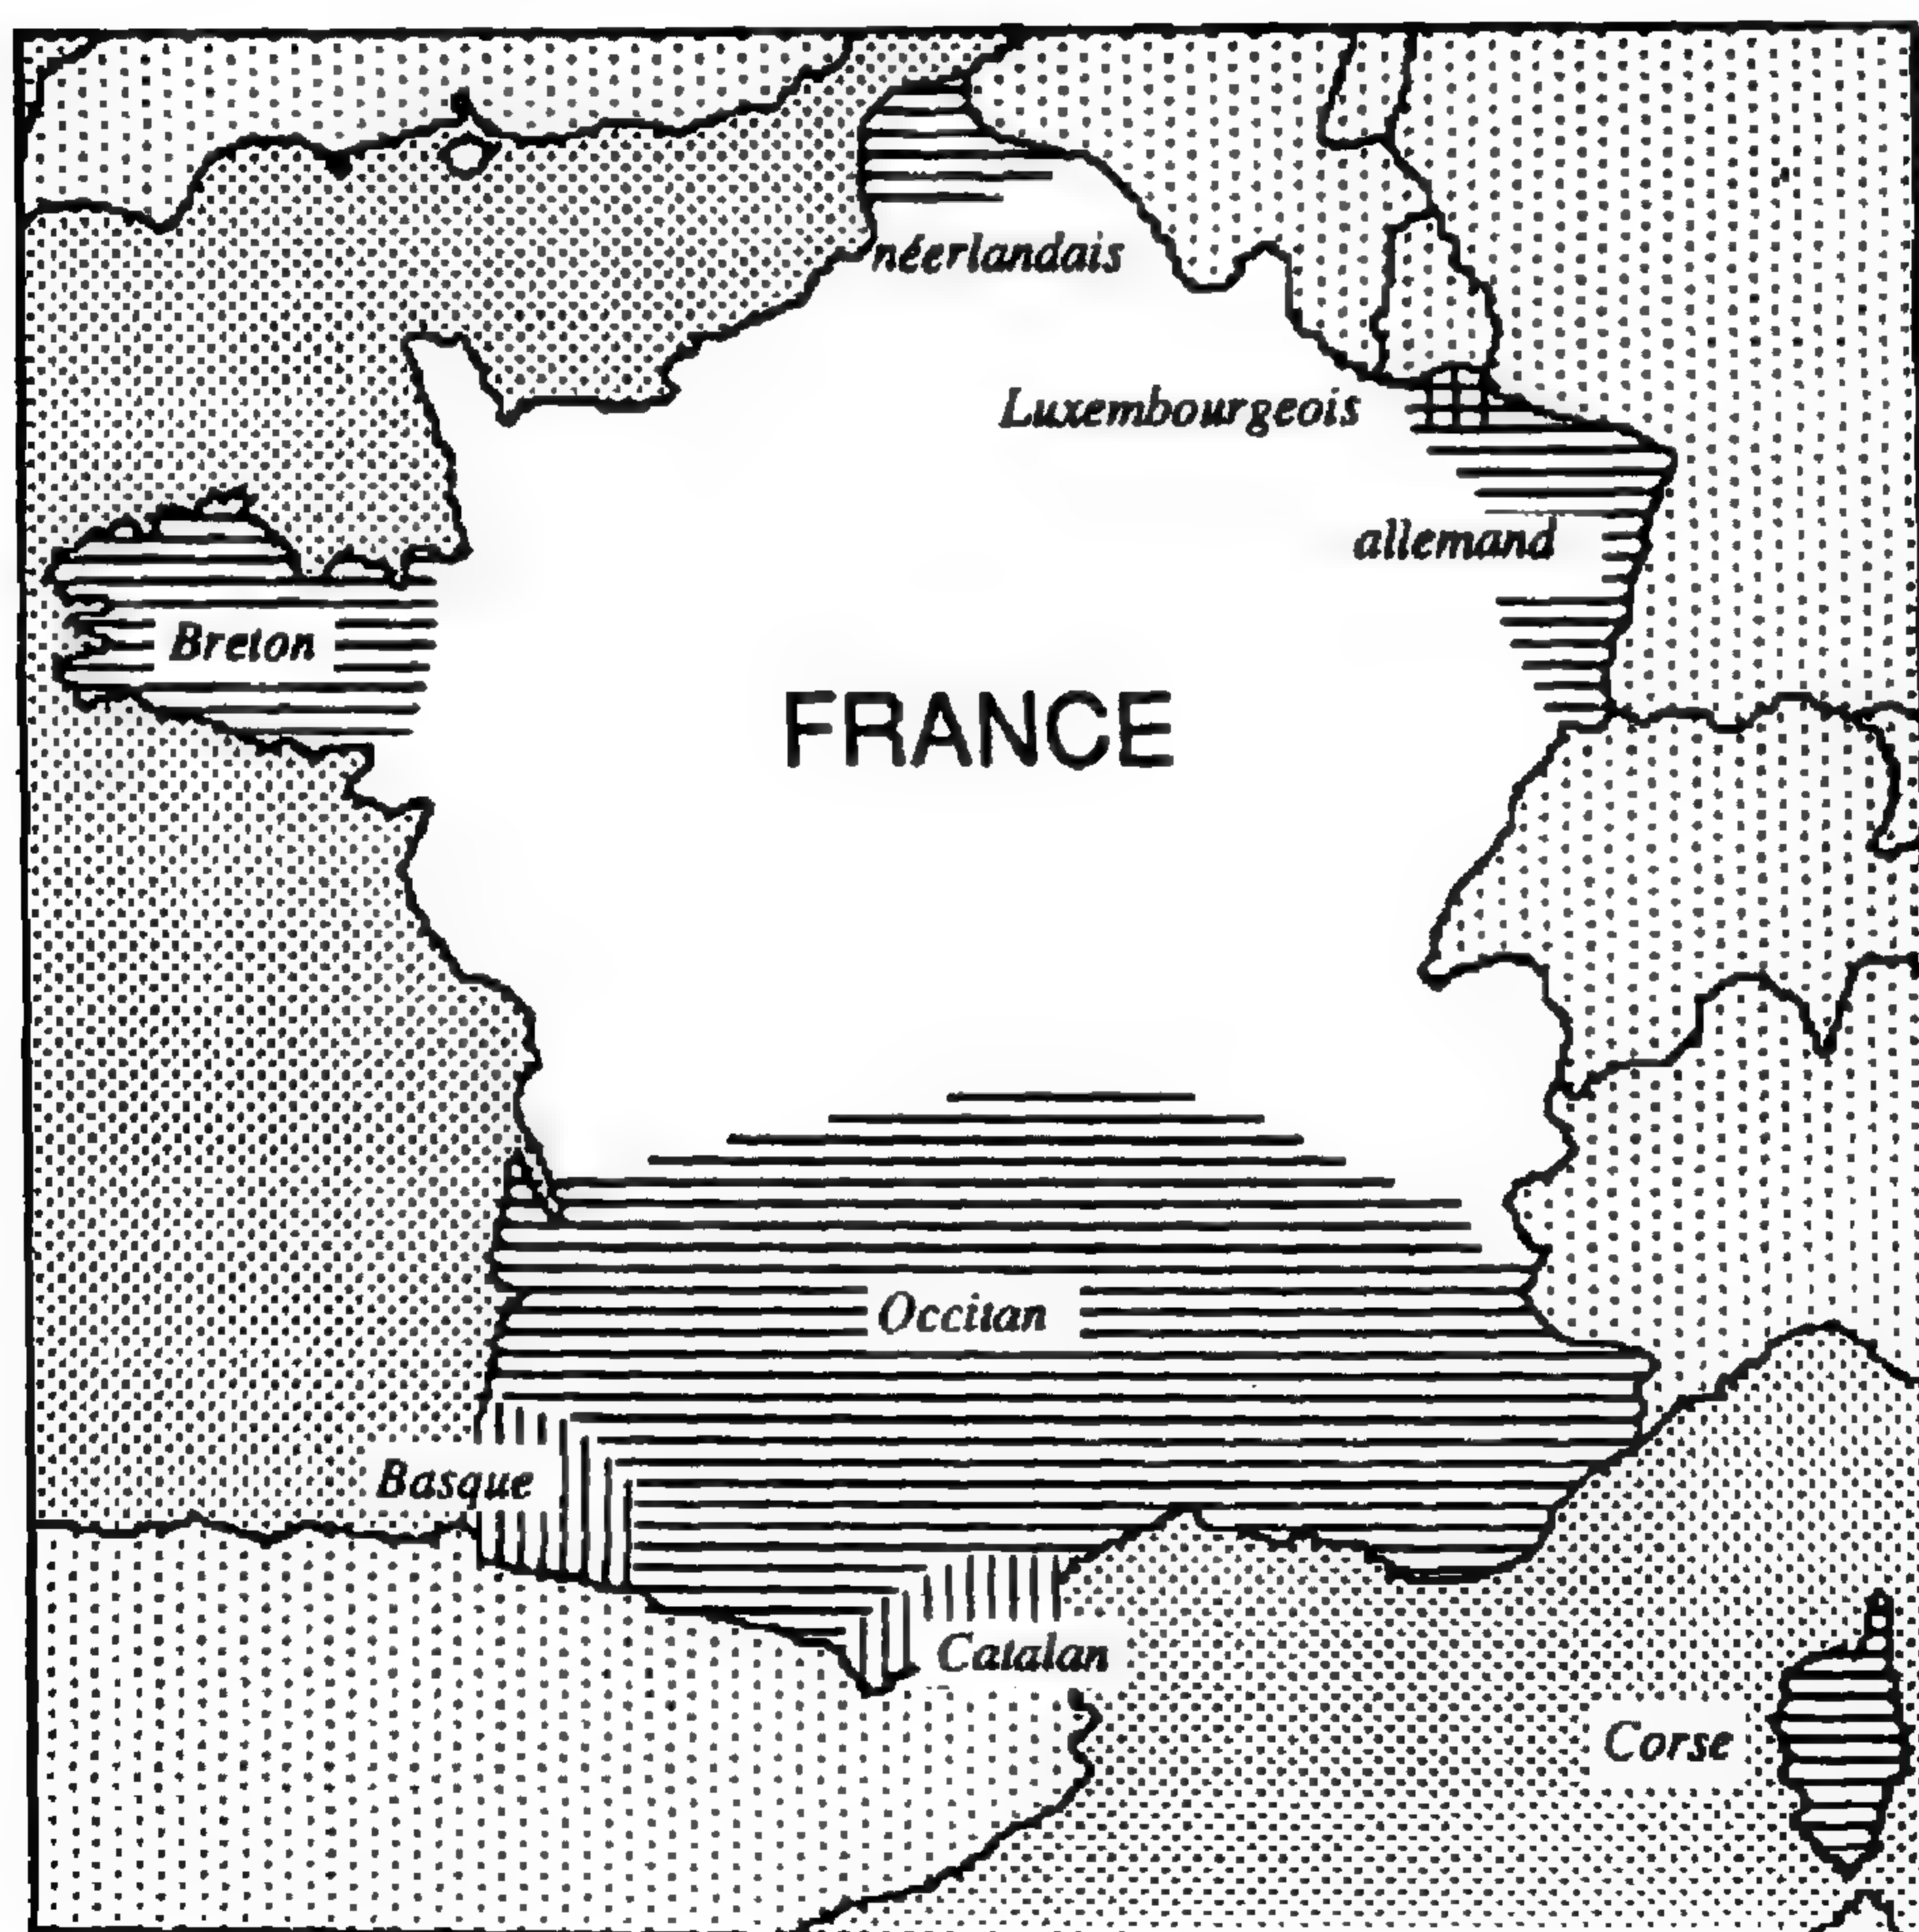 néerlandais
Luxembourgeois
allemand
Breton
FRANCE
Occitan
Basque
Catalan
Corse